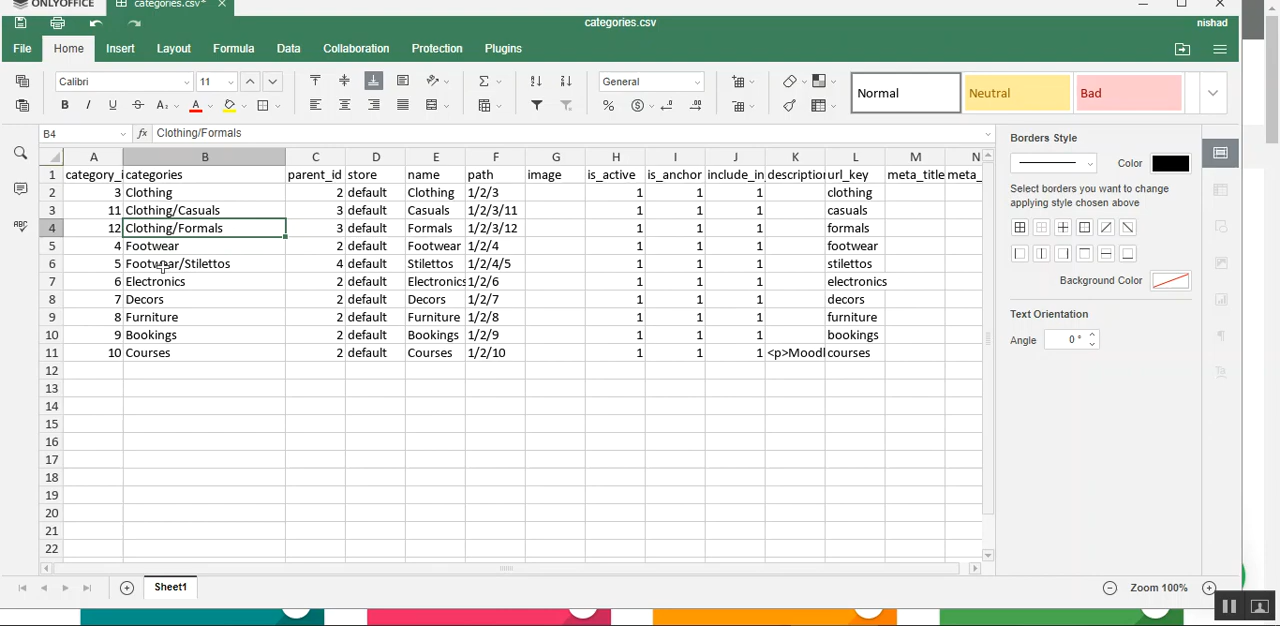 ONLYOFFICE categories.csv* ×
categories.csv nishad
File Home Insert Layout Formula Data Collaboration Protection Plugins
Calibri 11 General Normal Neutral Bad
B4 fx Clothing/Formals
A B C D E F G H I J K L M N
1 category_i categories parent_id store name path image is_active is_anchor include_in description url_key meta_title meta_
2 3 Clothing 2 default Clothing 1/2/3 1 1 1 clothing
3 11 Clothing/Casuals 3 default Casuals 1/2/3/11 1 1 1 casuals
4 12 Clothing/Formals 3 default Formals 1/2/3/12 1 1 1 formals
5 4 Footwear 2 default Footwear 1/2/4 1 1 1 footwear
6 5 Footwear/Stilettos 4 default Stilettos 1/2/4/5 1 1 1 stilettos
7 6 Electronics 2 default Electronics 1/2/6 1 1 1 electronics
8 7 Decors 2 default Decors 1/2/7 1 1 1 decors
9 8 Furniture 2 default Furniture 1/2/8 1 1 1 furniture
10 9 Bookings 2 default Bookings 1/2/9 1 1 1 bookings
11 10 Courses 2 default Courses 1/2/10 1 1 1 <p>Moodl courses
12
13
14
15
16
17
18
19
20
21
22
Borders Style
Color
Select borders you want to change
applying style chosen above
Background Color
Text Orientation
Angle 0 °
Sheet1 Zoom 100%